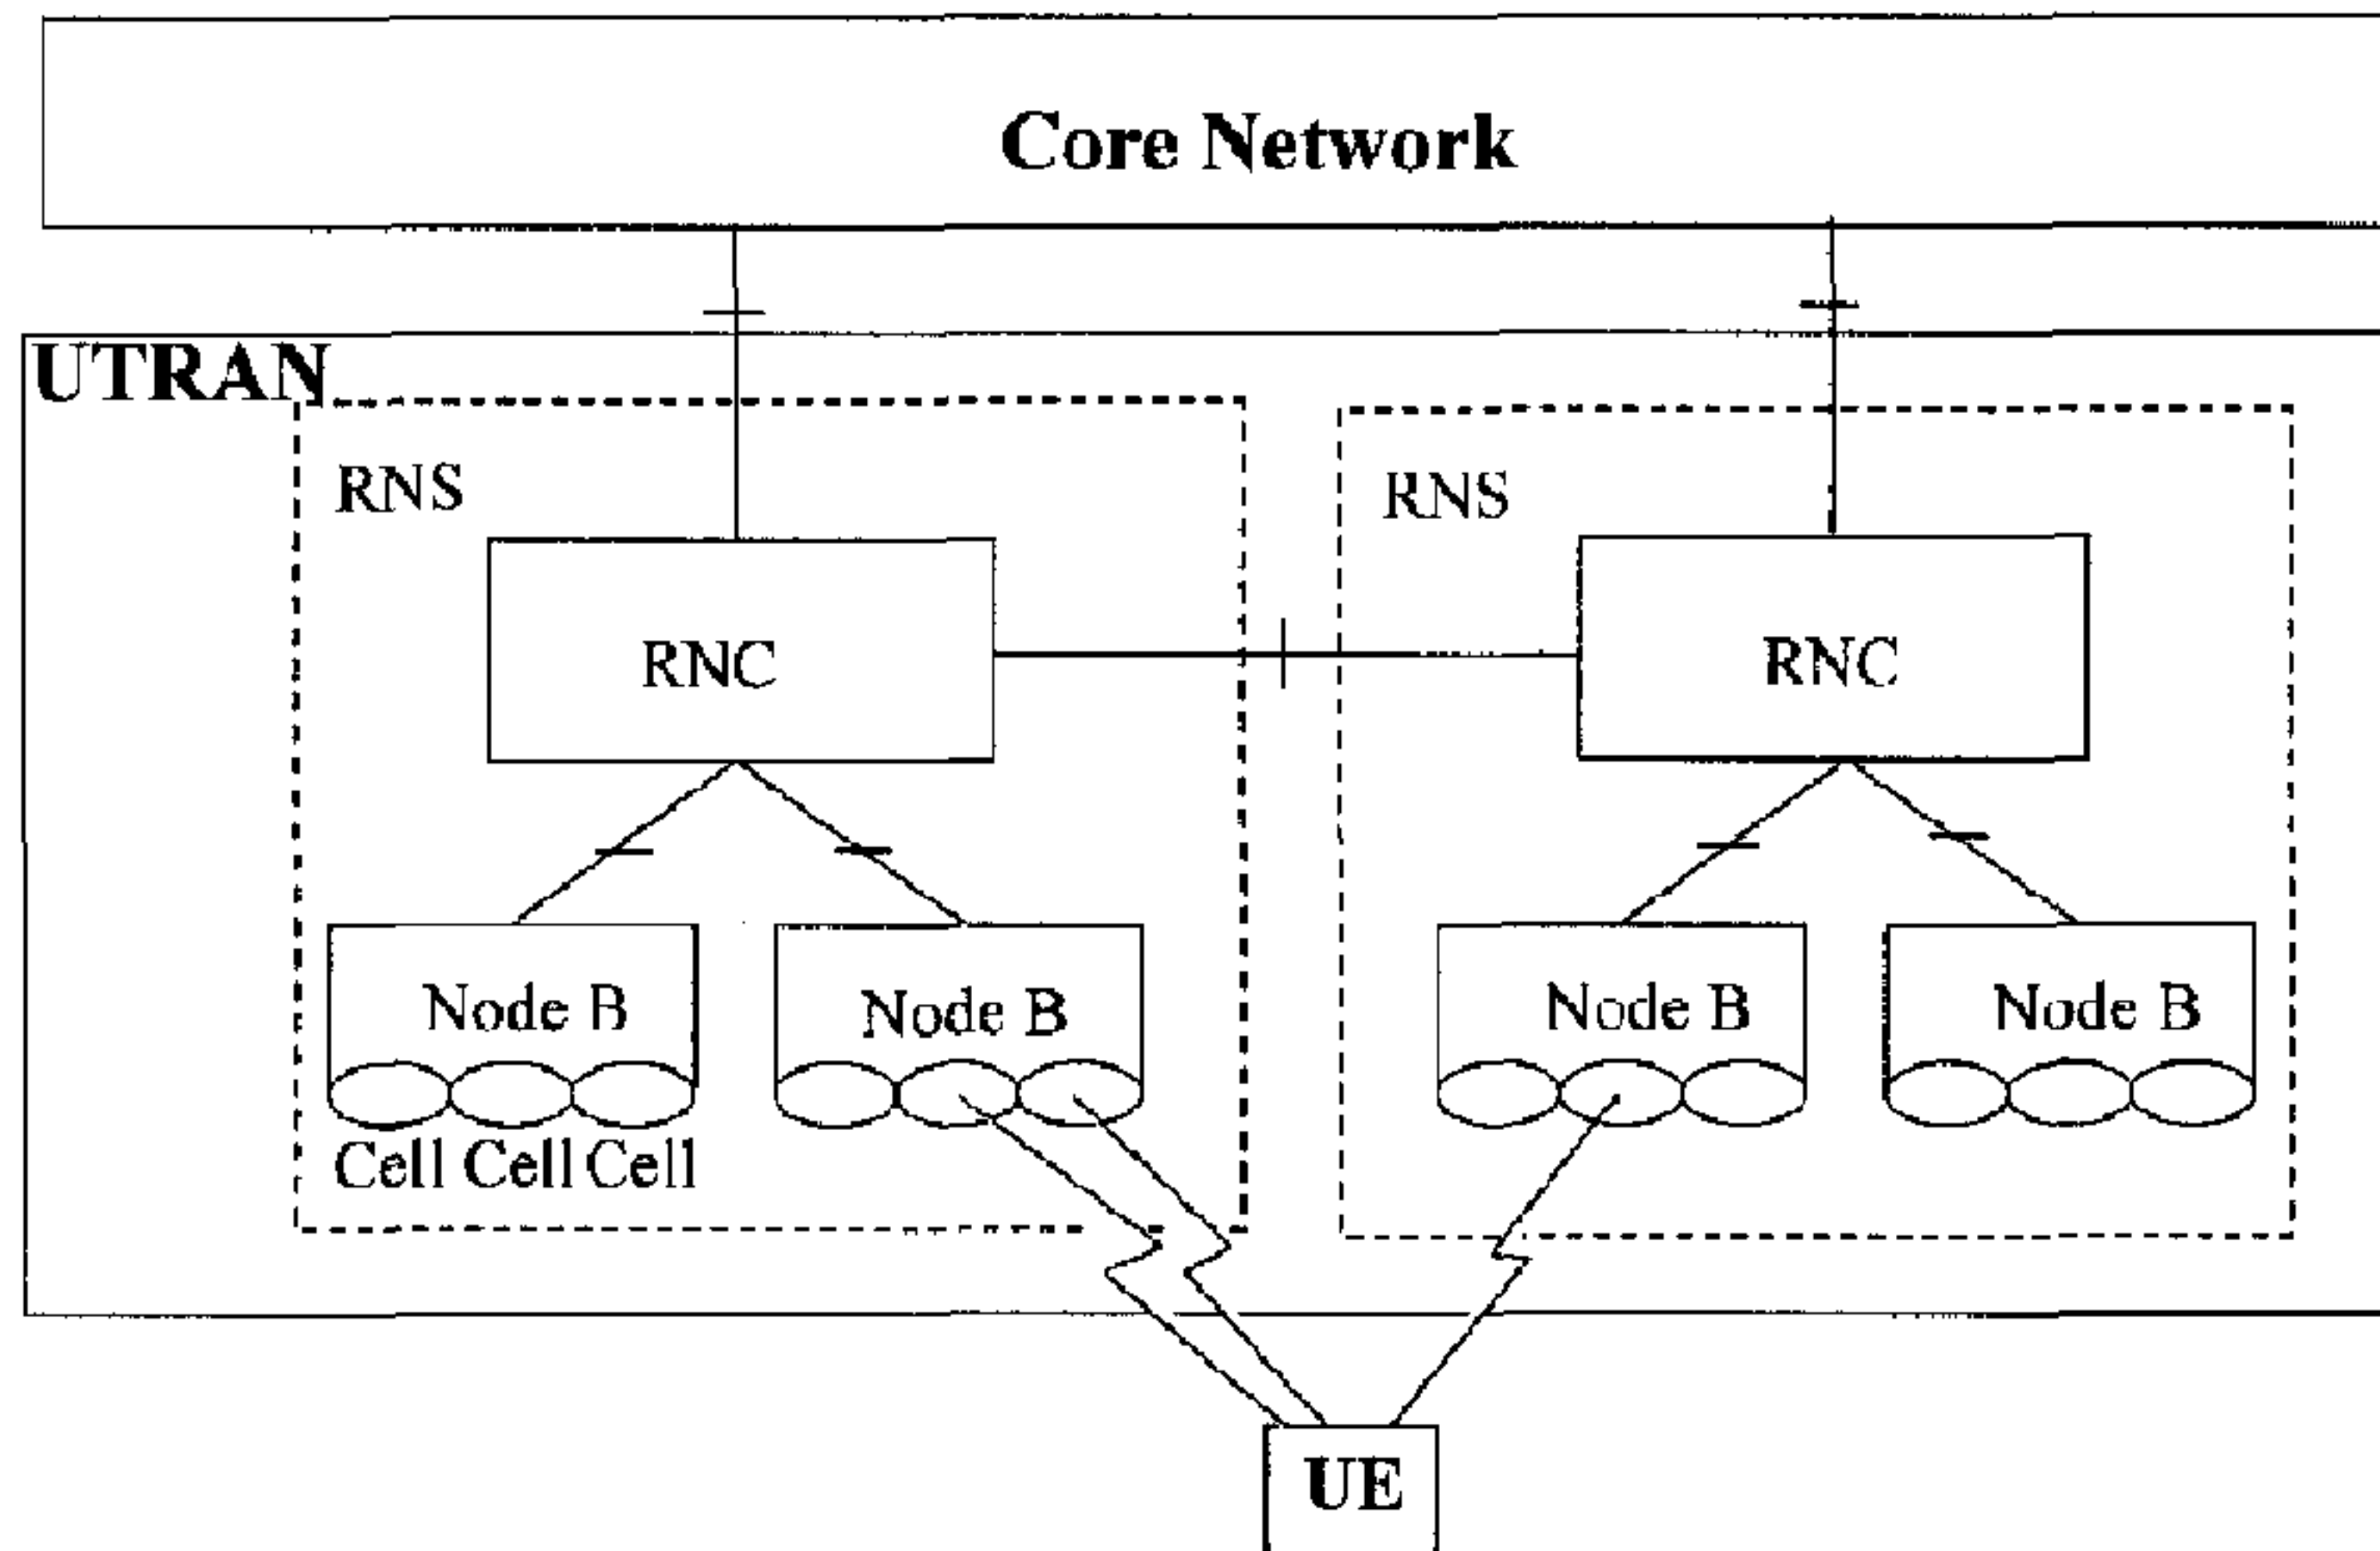 Core Network
UTRAN
RNS
RNS
RNC
RNC
Node B
Node B
Node B
Node B
Cell Cell Cell
UE